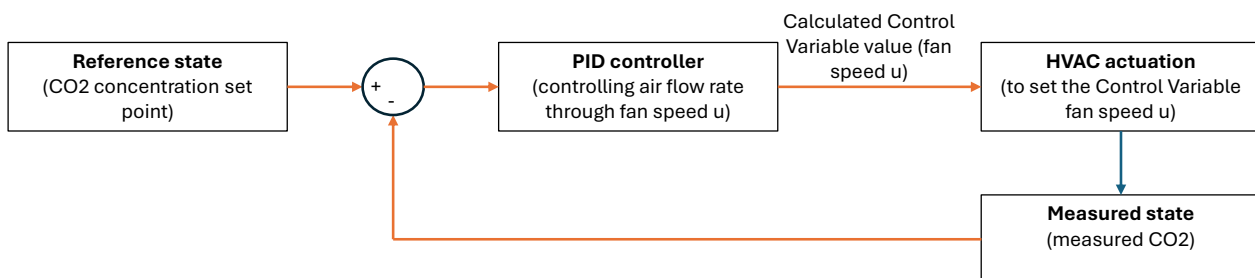 Reference state
(CO2 concentration set
point)
+
-
PID controller
(controlling air flow rate
through fan speed u)
Calculated Control
Variable value (fan
speed u)
HVAC actuation
(to set the Control Variable
fan speed u)
Measured state
(measured CO2)